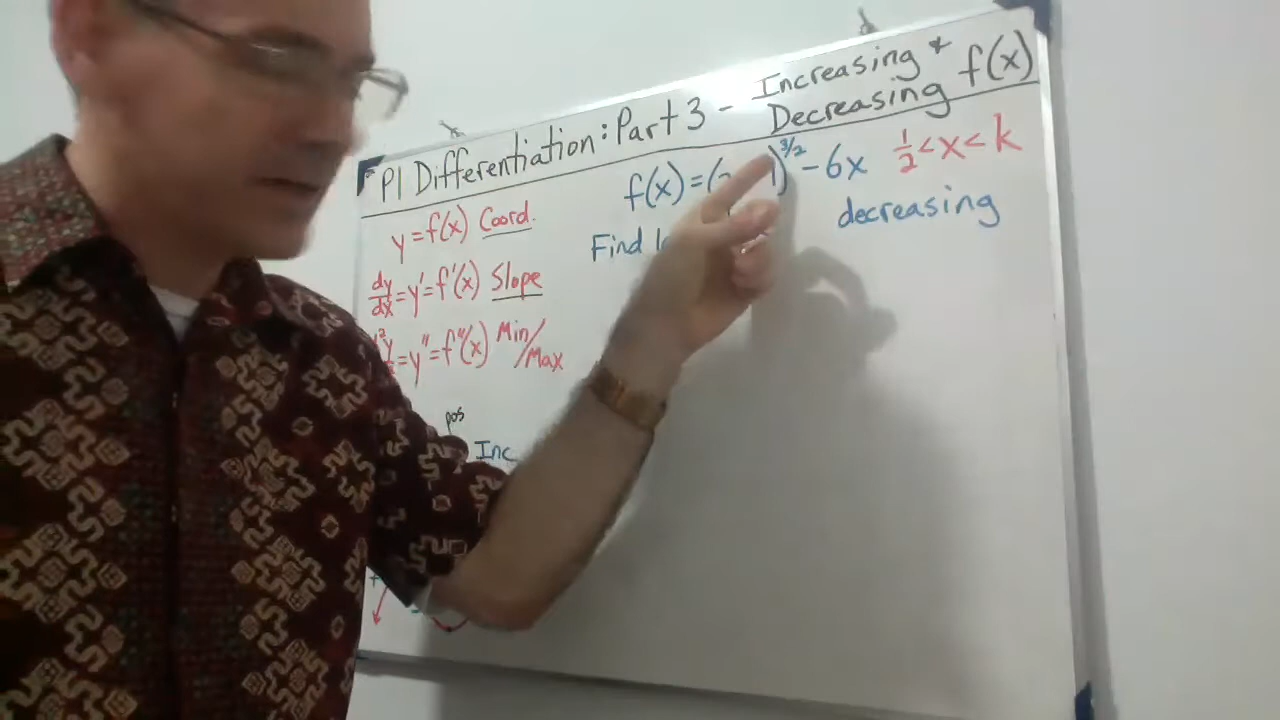 P1 Differentiation: Part 3 - Increasing +
Decreasing f(x)
y = f(x) Coord.
dy/dx = y' = f'(x) Slope
= y" = f"(x) Min/Max
pos
Inc
f(x) = ( 1)^3/2 - 6x 1/2 < x < k
Find decreasing